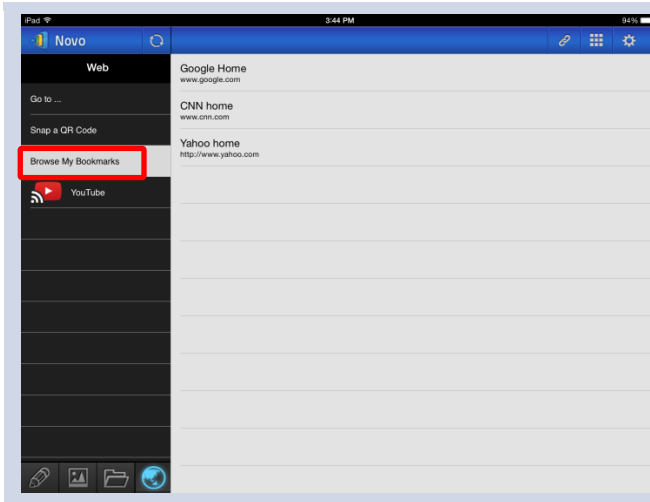 iPad 3:44 PM 94%
Novo
Web
Go to ...
Snap a QR Code
Browse My Bookmarks
YouTube
Google Home
www.google.com
CNN home
www.cnn.com
Yahoo home
http://www.yahoo.com